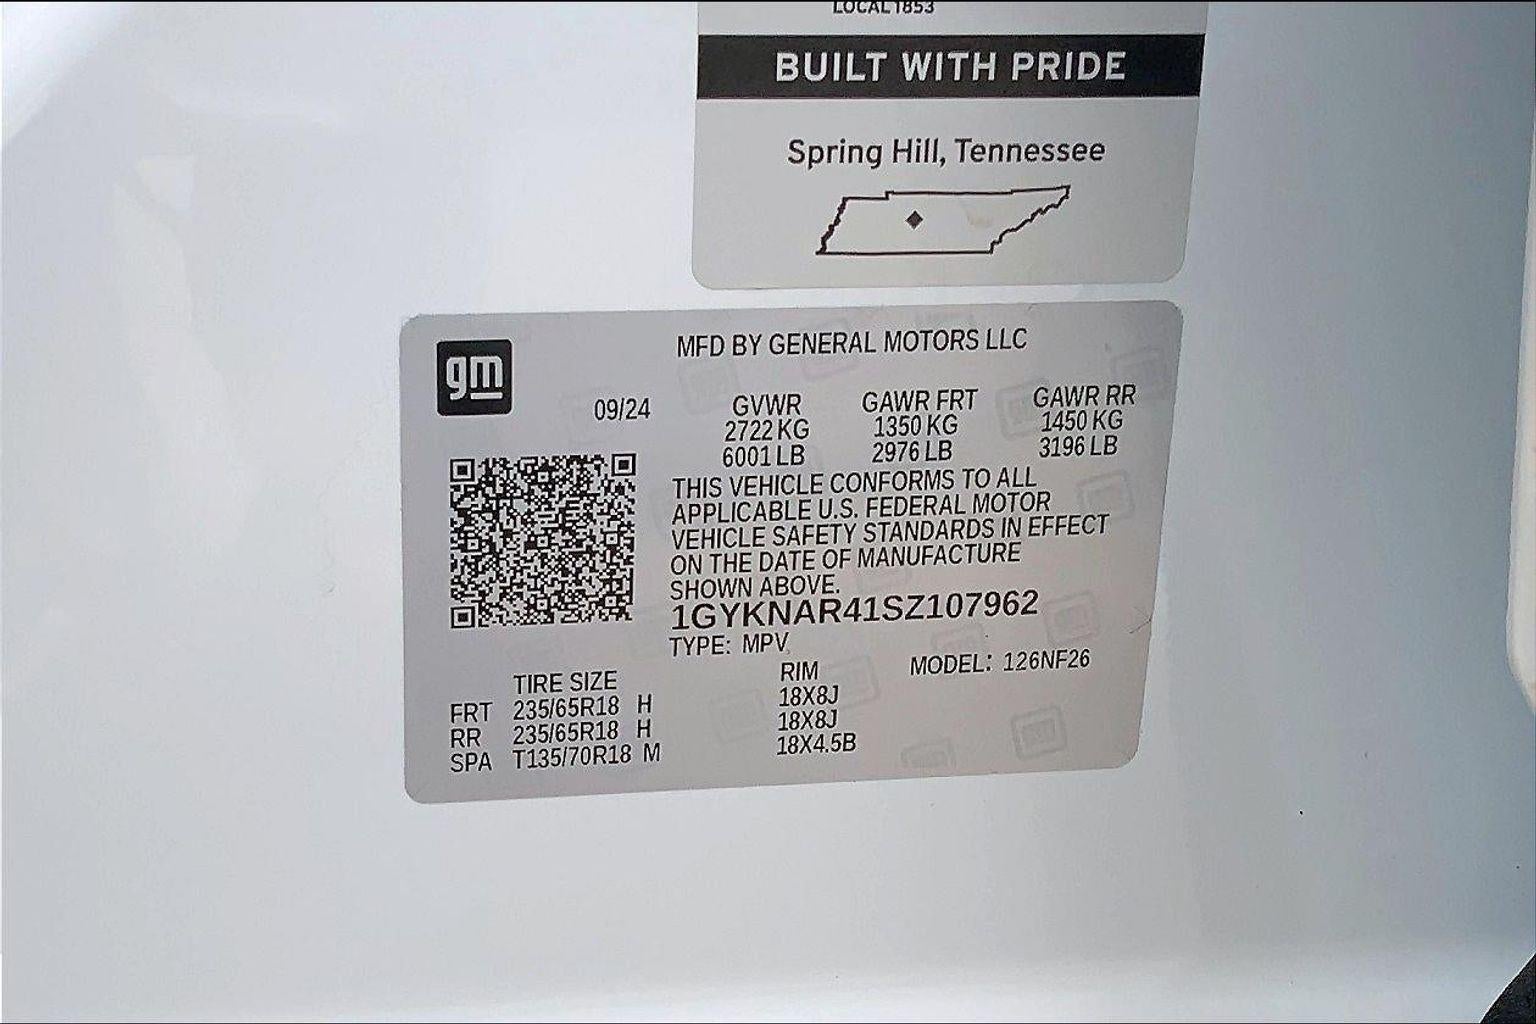 LOCAL 1853
BUILT WITH PRIDE
Spring Hill, Tennessee
gm
MFD BY GENERAL MOTORS LLC
09/24 GVWR GAWR FRT GAWR RR
2722 KG 1350 KG 1450 KG
6001 LB 2976 LB 3196 LB
THIS VEHICLE CONFORMS TO ALL
APPLICABLE U.S. FEDERAL MOTOR
VEHICLE SAFETY STANDARDS IN EFFECT
ON THE DATE OF MANUFACTURE
SHOWN ABOVE.
1GYKNAR41SZ107962
TYPE: MPV
TIRE SIZE RIM MODEL: 126NF26
FRT 235/65R18 H 18X8J
RR 235/65R18 H 18X8J
SPA T135/70R18 M 18X4.5B